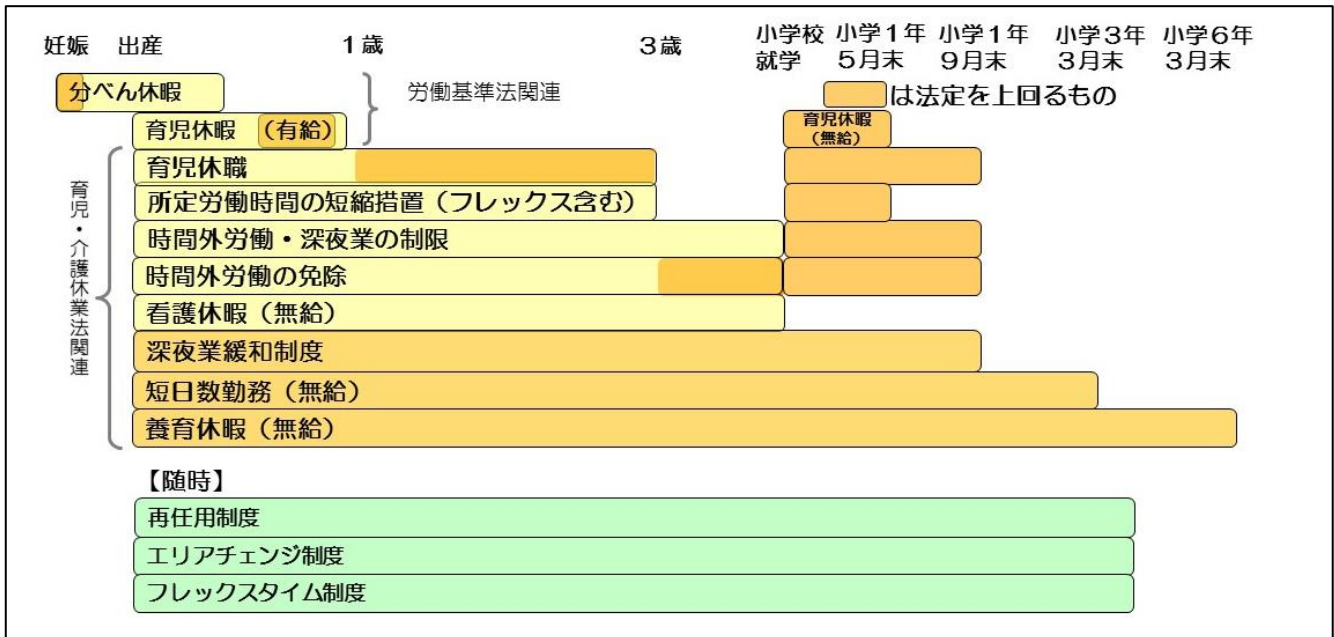 妊娠 出産 1歳 3歳 小学校就学 小学1年5月末 小学1年9月末 小学3年3月末 小学6年3月末
分べん休暇
労働基準法関連
は法定を上回るもの
育児休暇(有給)
育児休暇
(無給)
育児・介護休業法関連
育児休職
所定労働時間の短縮措置(フレックス含む)
時間外労働・深夜業の制限
時間外労働の免除
看護休暇(無給)
深夜業緩和制度
短日数勤務(無給)
養育休暇(無給)
【随時】
再任用制度
エリアチェンジ制度
フレックスタイム制度